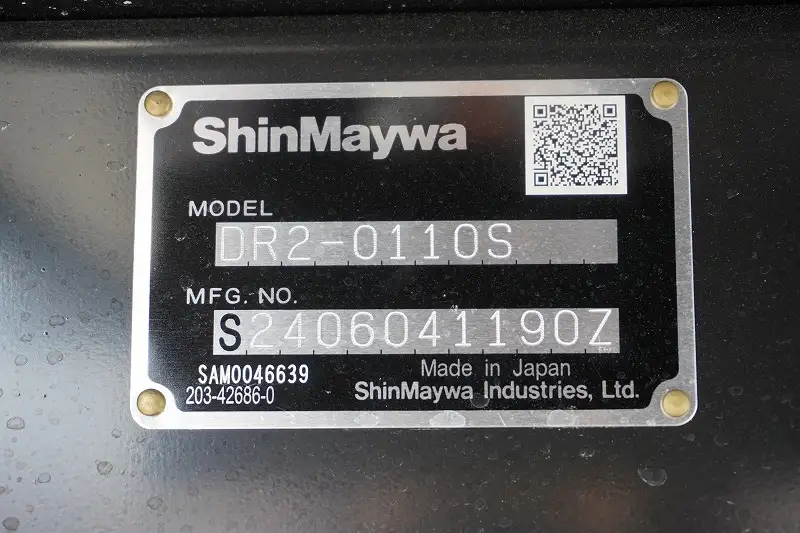 ShinMaywa
MODEL
DR2-0110S
MFG. NO.
S2406041190Z
SAM0046639
203-42686-0
Made in Japan
ShinMaywa Industries, Ltd.